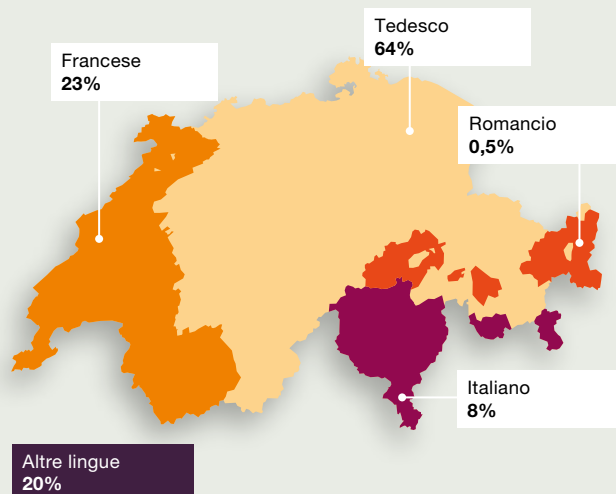 Tedesco
64%
Francese
23%
Romancio
0,5%
Italiano
8%
Altre lingue
20%